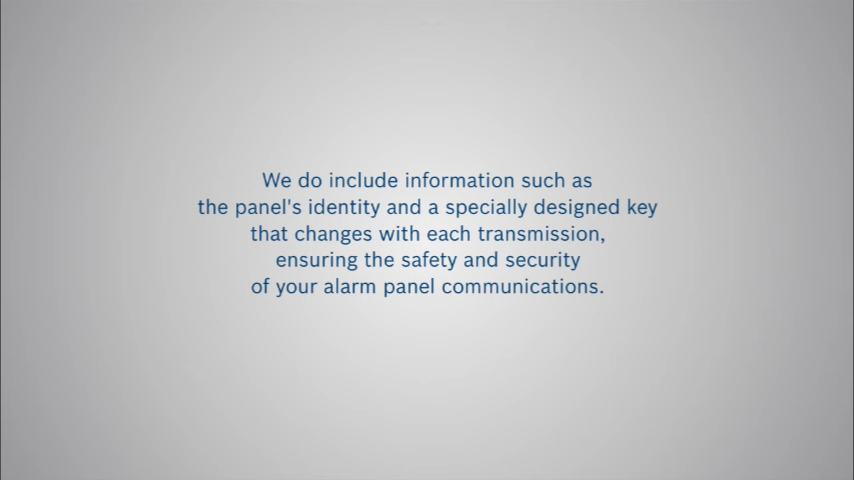 We do include information such as
the panel's identity and a specially designed key
that changes with each transmission,
ensuring the safety and security
of your alarm panel communications.